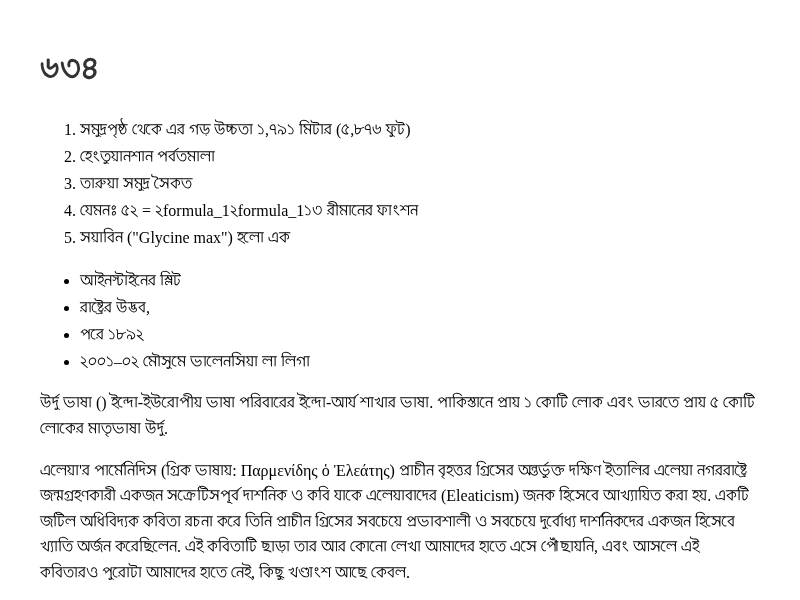 ৬৩৪
1. সমুদ্রপৃষ্ঠ থেকে এর গড় উচ্চতা ১,৭৯১ মিটার (৫,৮৭৬ ফুট)
2. হেংতুয়ানশান পর্বতমালা
3. তারুয়া সমুদ্র সৈকত
4. যেমনঃ ৫২ = ২formula_1২formula_1১৩ রীমানের ফাংশন
5. সয়াবিন ("Glycine max") হলো এক
• আইনস্টাইনের স্লিট
• রাষ্ট্রের উদ্ভব,
• পরে ১৮৯২
• ২০০১–০২ মৌসুমে ভালেনসিয়া লা লিগা
উর্দু ভাষা () ইন্দো-ইউরোপীয় ভাষা পরিবারের ইন্দো-আর্য শাখার ভাষা. পাকিস্তানে প্রায় ১ কোটি লোক এবং ভারতে প্রায় ৫ কোটি
লোকের মাতৃভাষা উর্দু.
এলেয়া'র পার্মেনিদিস (গ্রিক ভাষায়: Παρμενίδης ὁ Ἐλεάτης) প্রাচীন বৃহত্তর গ্রিসের অন্তর্ভুক্ত দক্ষিণ ইতালির এলেয়া নগররাষ্ট্রে
জন্মগ্রহণকারী একজন সক্রেটিসপূর্ব দার্শনিক ও কবি যাকে এলেয়াবাদের (Eleaticism) জনক হিসেবে আখ্যায়িত করা হয়. একটি
জটিল অধিবিদ্যক কবিতা রচনা করে তিনি প্রাচীন গ্রিসের সবচেয়ে প্রভাবশালী ও সবচেয়ে দুর্বোধ্য দার্শনিকদের একজন হিসেবে
খ্যাতি অর্জন করেছিলেন. এই কবিতাটি ছাড়া তার আর কোনো লেখা আমাদের হাতে এসে পৌঁছায়নি, এবং আসলে এই
কবিতারও পুরোটা আমাদের হাতে নেই, কিছু খণ্ডাংশ আছে কেবল.